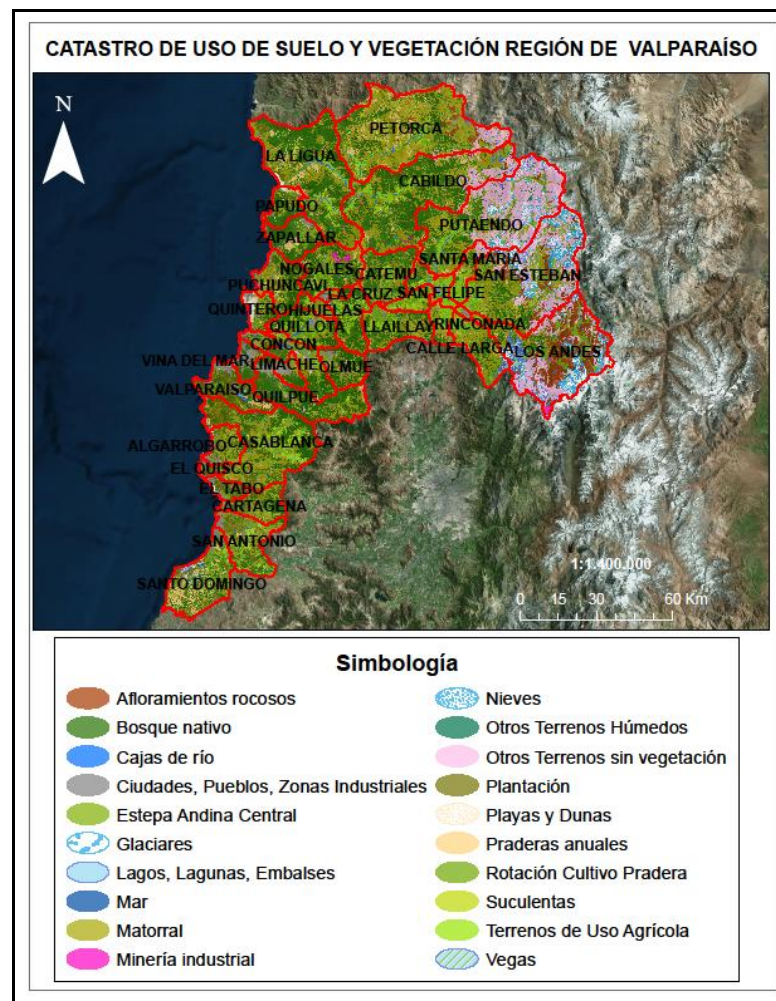 CATASTRO DE USO DE SUELO Y VEGETACIÓN REGIÓN DE VALPARAÍSO
N
PETORCA
LA LIGUA
CABILDO
PAPUDO
PUTAENDO
ZAPALLAR
SANTA MARIA
NOGALES
CATEMU
SAN ESTEBAN
PUCHUNCAVI
LA CRUZ
SAN FELIPE
QUINTERO
HIJUELAS
QUILLOTA
LLAILLAY
RINCONADA
CONCON
CALLE LARGA
LOS ANDES
VINA DEL MAR
LIMACHE
OLMUE
VALPARAISO
QUILPUE
ALGARROBO
CASABLANCA
EL QUISCO
EL TABO
CARTAGENA
SAN ANTONIO
SANTO DOMINGO
1:1.400.000
0 15 30 60 Km
Simbología
Afloramientos rocosos
Bosque nativo
Cajas de río
Ciudades, Pueblos, Zonas Industriales
Estepa Andina Central
Glaciares
Lagos, Lagunas, Embalses
Mar
Matorral
Minería industrial
Nieves
Otros Terrenos Húmedos
Otros Terrenos sin vegetación
Plantación
Playas y Dunas
Praderas anuales
Rotación Cultivo Pradera
Suculentas
Terrenos de Uso Agrícola
Vegas